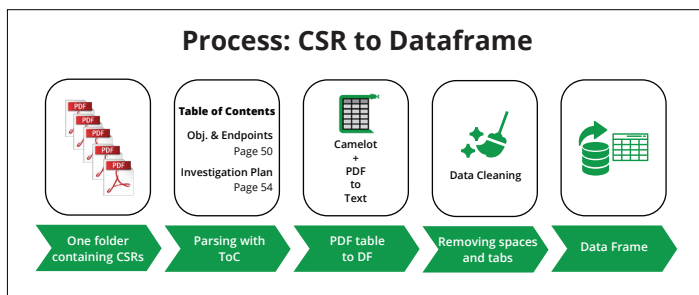 Process: CSR to Dataframe
PDF
PDF
PDF
PDF
PDF
Table of Contents
Obj. & Endpoints
Page 50
Investigation Plan
Page 54
Camelot
+
PDF
to
Text
Data Cleaning
One folder
containing CSRs
Parsing with
ToC
PDF table
to DF
Removing spaces
and tabs
Data Frame